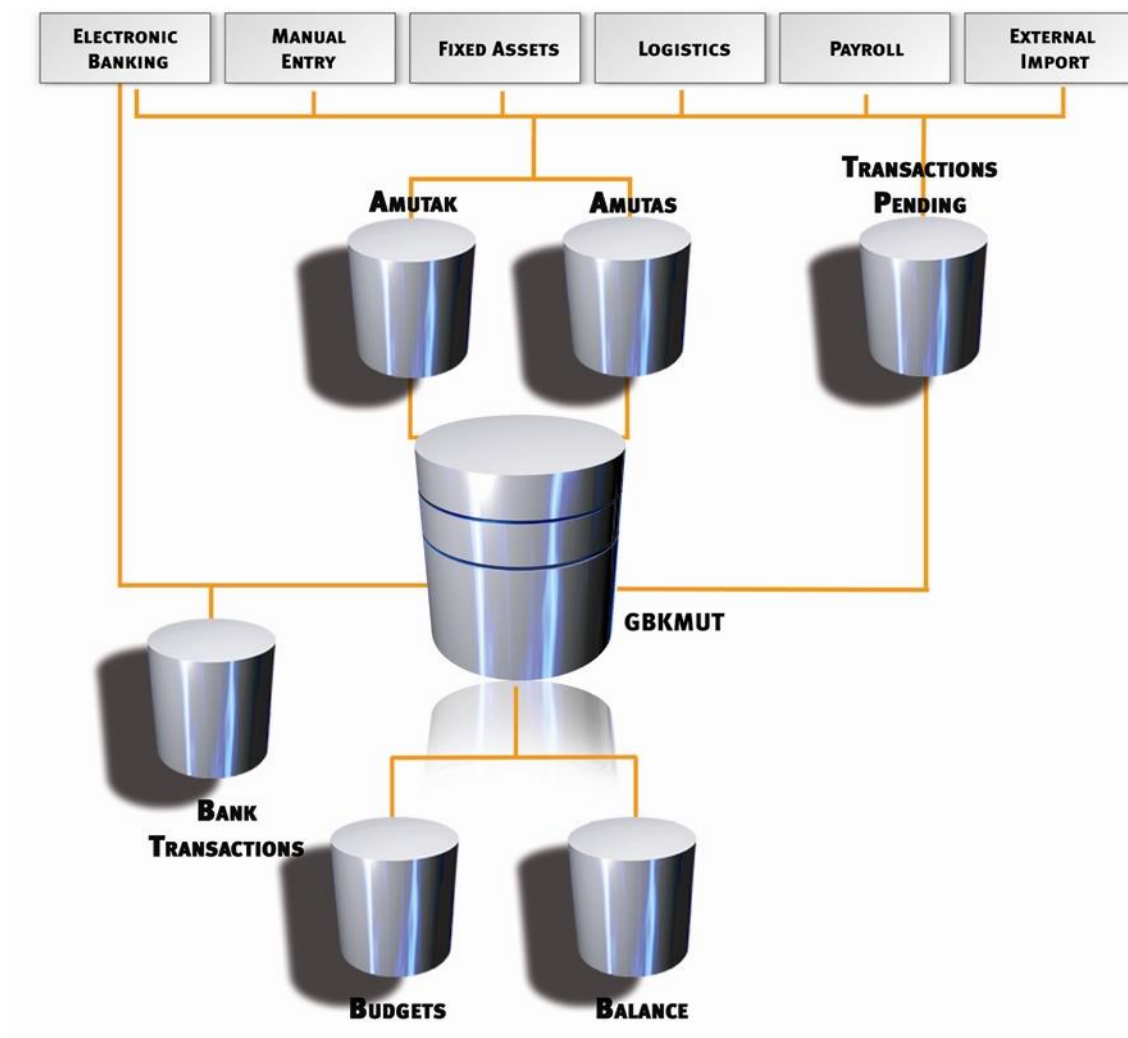 ELECTRONIC
BANKING
MANUAL
ENTRY
FIXED ASSETS
LOGISTICS
PAYROLL
EXTERNAL
IMPORT
TRANSACTIONS
PENDING
AMUTAK
AMUTAS
GBKMUT
BANK
TRANSACTIONS
BUDGETS
BALANCE